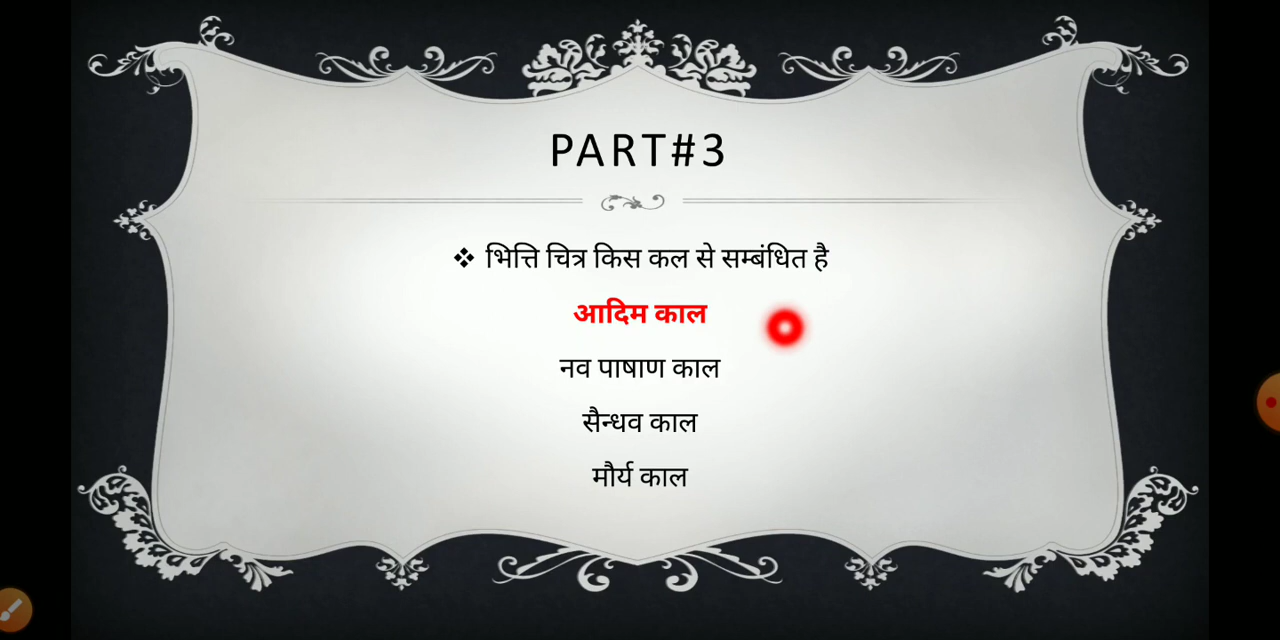 PART#3
❖ भित्ति चित्र किस कल से सम्बंधित है
आदिम काल
नव पाषाण काल
सैन्धव काल
मौर्य काल